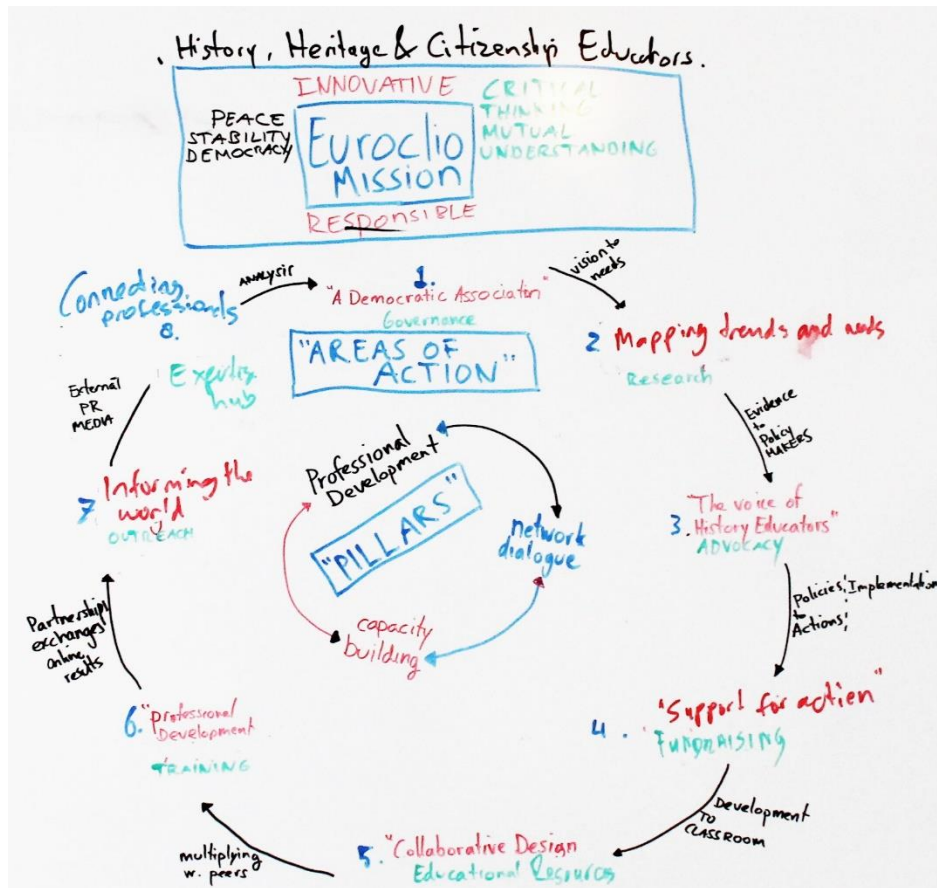 . History, Heritage & Citizenship Educators.
INNOVATIVE
PEACE
STABILITY
DEMOCRACY
Euroclio
MISSION
CRITICAL
THINKING
MUTUAL
UNDERSTANDING
RESPONSIBLE
1.
"A Democratic Association"
Governance
vision to
needs
2 Mapping trends and needs
Research
Evidence
to
Policy
MAKERS
3. "The voice of
History Educators"
ADVOCACY
Policies, Implementation
to
Actions,
4. "Support for action"
FUNDRAISING
Development
TO
CLASSROOM
5. "Collaborative Design
Educational Resources
multiplying
w. peers
6. "professional
Development
TRAINING
Partnership
exchanges
online
results
7 Informing the
world
OUTREACH
External
PR
MEDIA
Connecting
professionals
8.
Expertise
hub
ANALYSIS
"AREAS OF
ACTION"
Professional
Development
"PILLARS"
network
dialogue
capacity
building